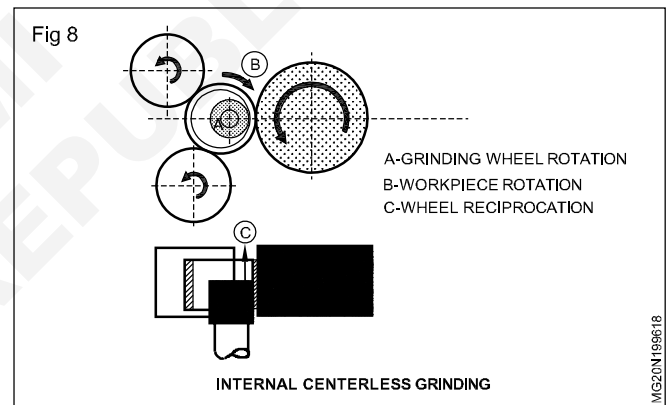 Fig 8
B
A
A-GRINDING WHEEL ROTATION
B-WORKPIECE ROTATION
C-WHEEL RECIPROCATION
C
INTERNAL CENTERLESS GRINDING
MG20N199618